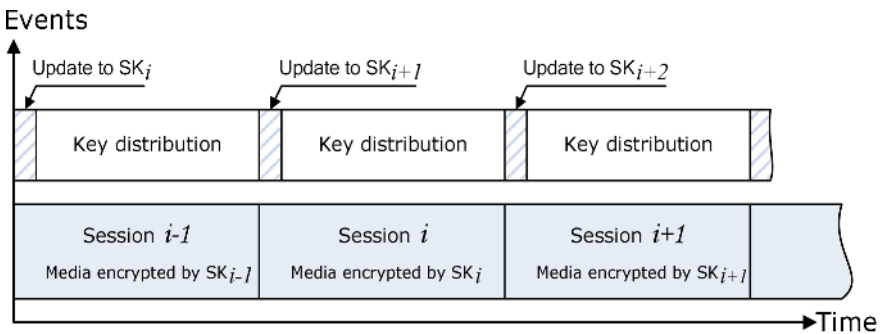 Events
Update to SKi
Update to SKi+1
Update to SKi+2
Key distribution
Key distribution
Key distribution
Session i-1
Media encrypted by SKi-1
Session i
Media encrypted by SKi
Session i+1
Media encrypted by SKi+1
Time